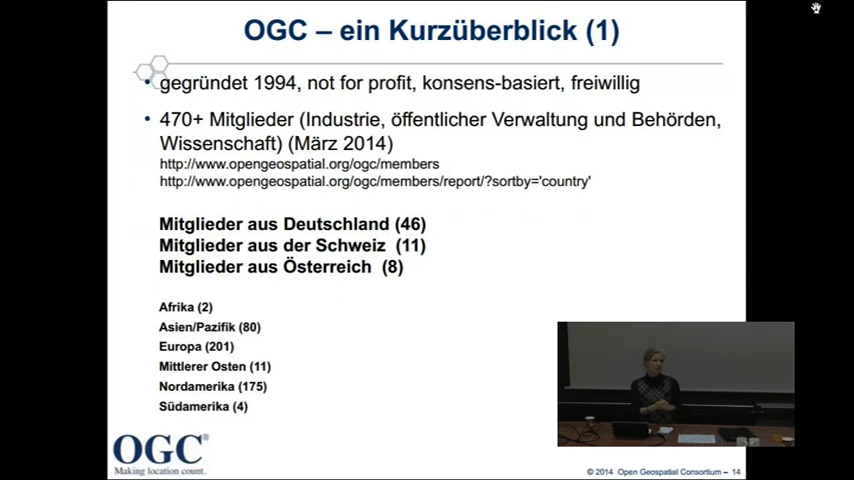 OGC – ein Kurzüberblick (1)
• gegründet 1994, not for profit, konsens-basiert, freiwillig
• 470+ Mitglieder (Industrie, öffentlicher Verwaltung und Behörden,
Wissenschaft) (März 2014)
http://www.opengeospatial.org/ogc/members
http://www.opengeospatial.org/ogc/members/report/?sortby='country'
Mitglieder aus Deutschland (46)
Mitglieder aus der Schweiz (11)
Mitglieder aus Österreich (8)
Afrika (2)
Asien/Pazifik (80)
Europa (201)
Mittlerer Osten (11)
Nordamerika (175)
Südamerika (4)
OGC®
Making location count.
© 2014 Open Geospatial Consortium – 14